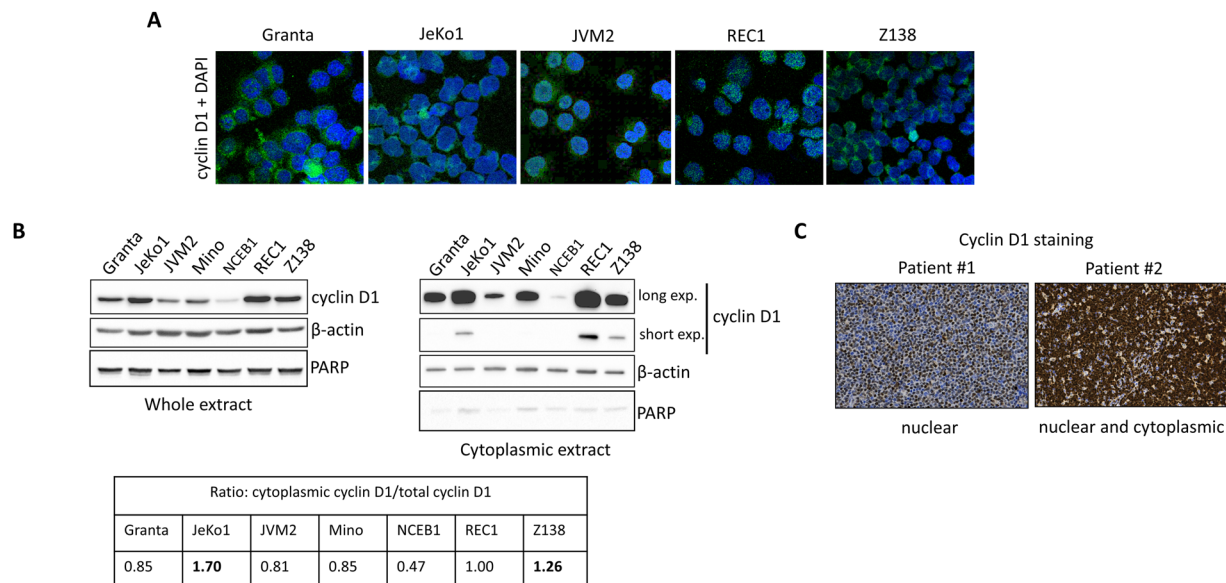 A
Granta JeKo1 JVM2 REC1 Z138
cyclin D1 + DAPI
B
Granta JeKo1 JVM2 Mino NCEB1 REC1 Z138
cyclin D1
β-actin
PARP
Whole extract
Granta JeKo1 JVM2 Mino NCEB1 REC1 Z138
long exp.
short exp.
cyclin D1
β-actin
PARP
Cytoplasmic extract
Ratio: cytoplasmic cyclin D1/total cyclin D1
Granta JeKo1 JVM2 Mino NCEB1 REC1 Z138
0.85 1.70 0.81 0.85 0.47 1.00 1.26
C
Cyclin D1 staining
Patient #1 Patient #2
nuclear nuclear and cytoplasmic